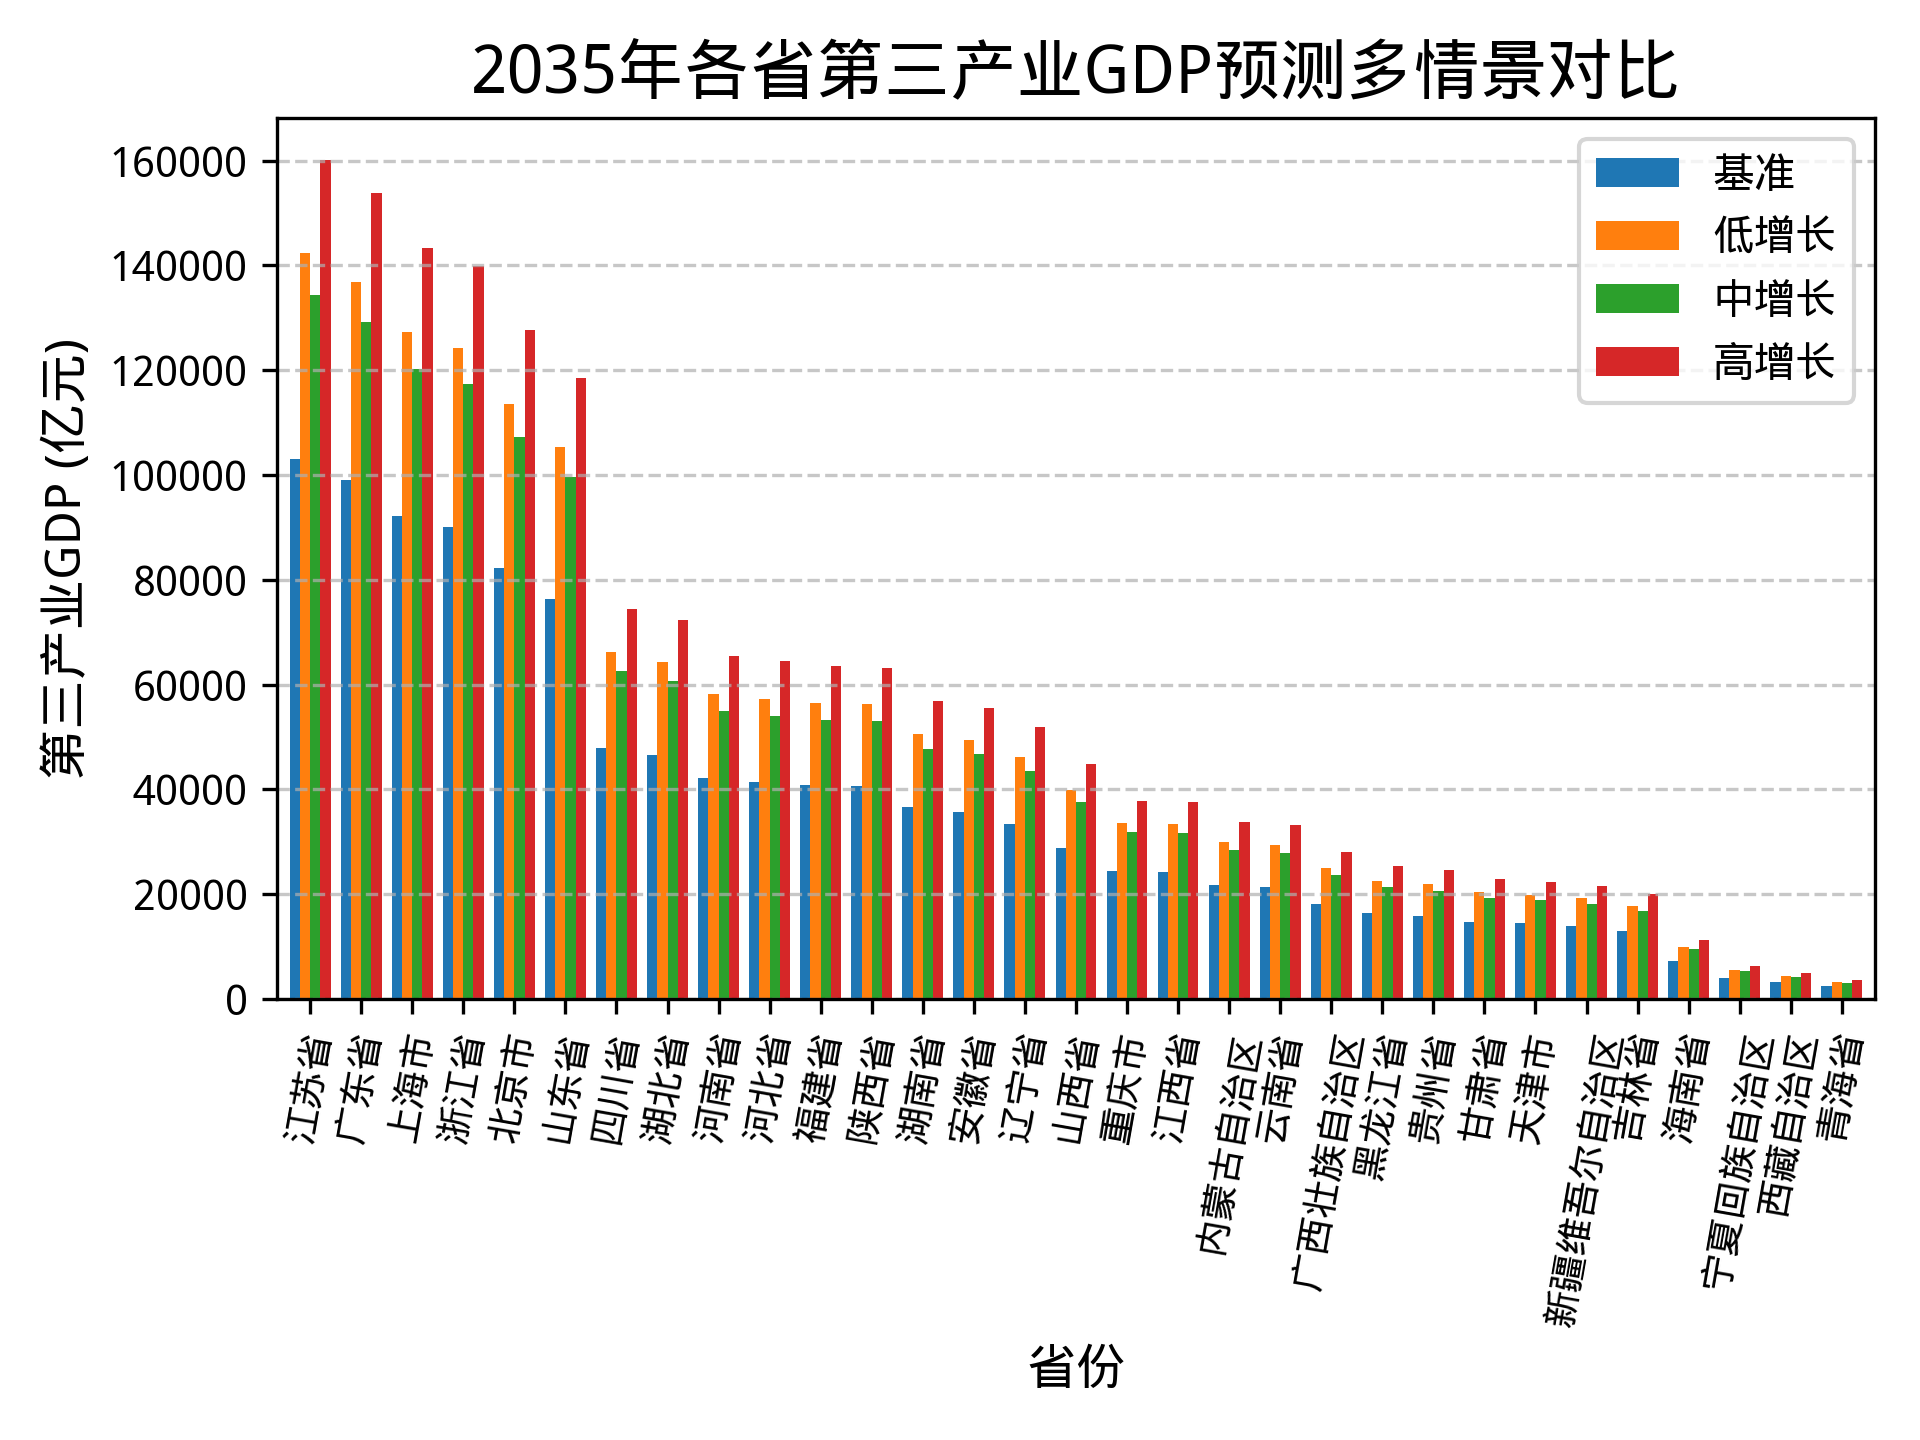 2035年各省第三产业GDP预测多情景对比
第三产业GDP (亿元)
160000
140000
120000
100000
80000
60000
40000
20000
0
基准
低增长
中增长
高增长
江苏省
广东省
上海市
浙江省
北京市
山东省
四川省
湖北省
河南省
河北省
福建省
陕西省
湖南省
安徽省
辽宁省
山西省
重庆市
江西省
内蒙古自治区
云南省
广西壮族自治区
黑龙江省
贵州省
甘肃省
天津市
新疆维吾尔自治区
吉林省
海南省
宁夏回族自治区
西藏自治区
青海省
省份